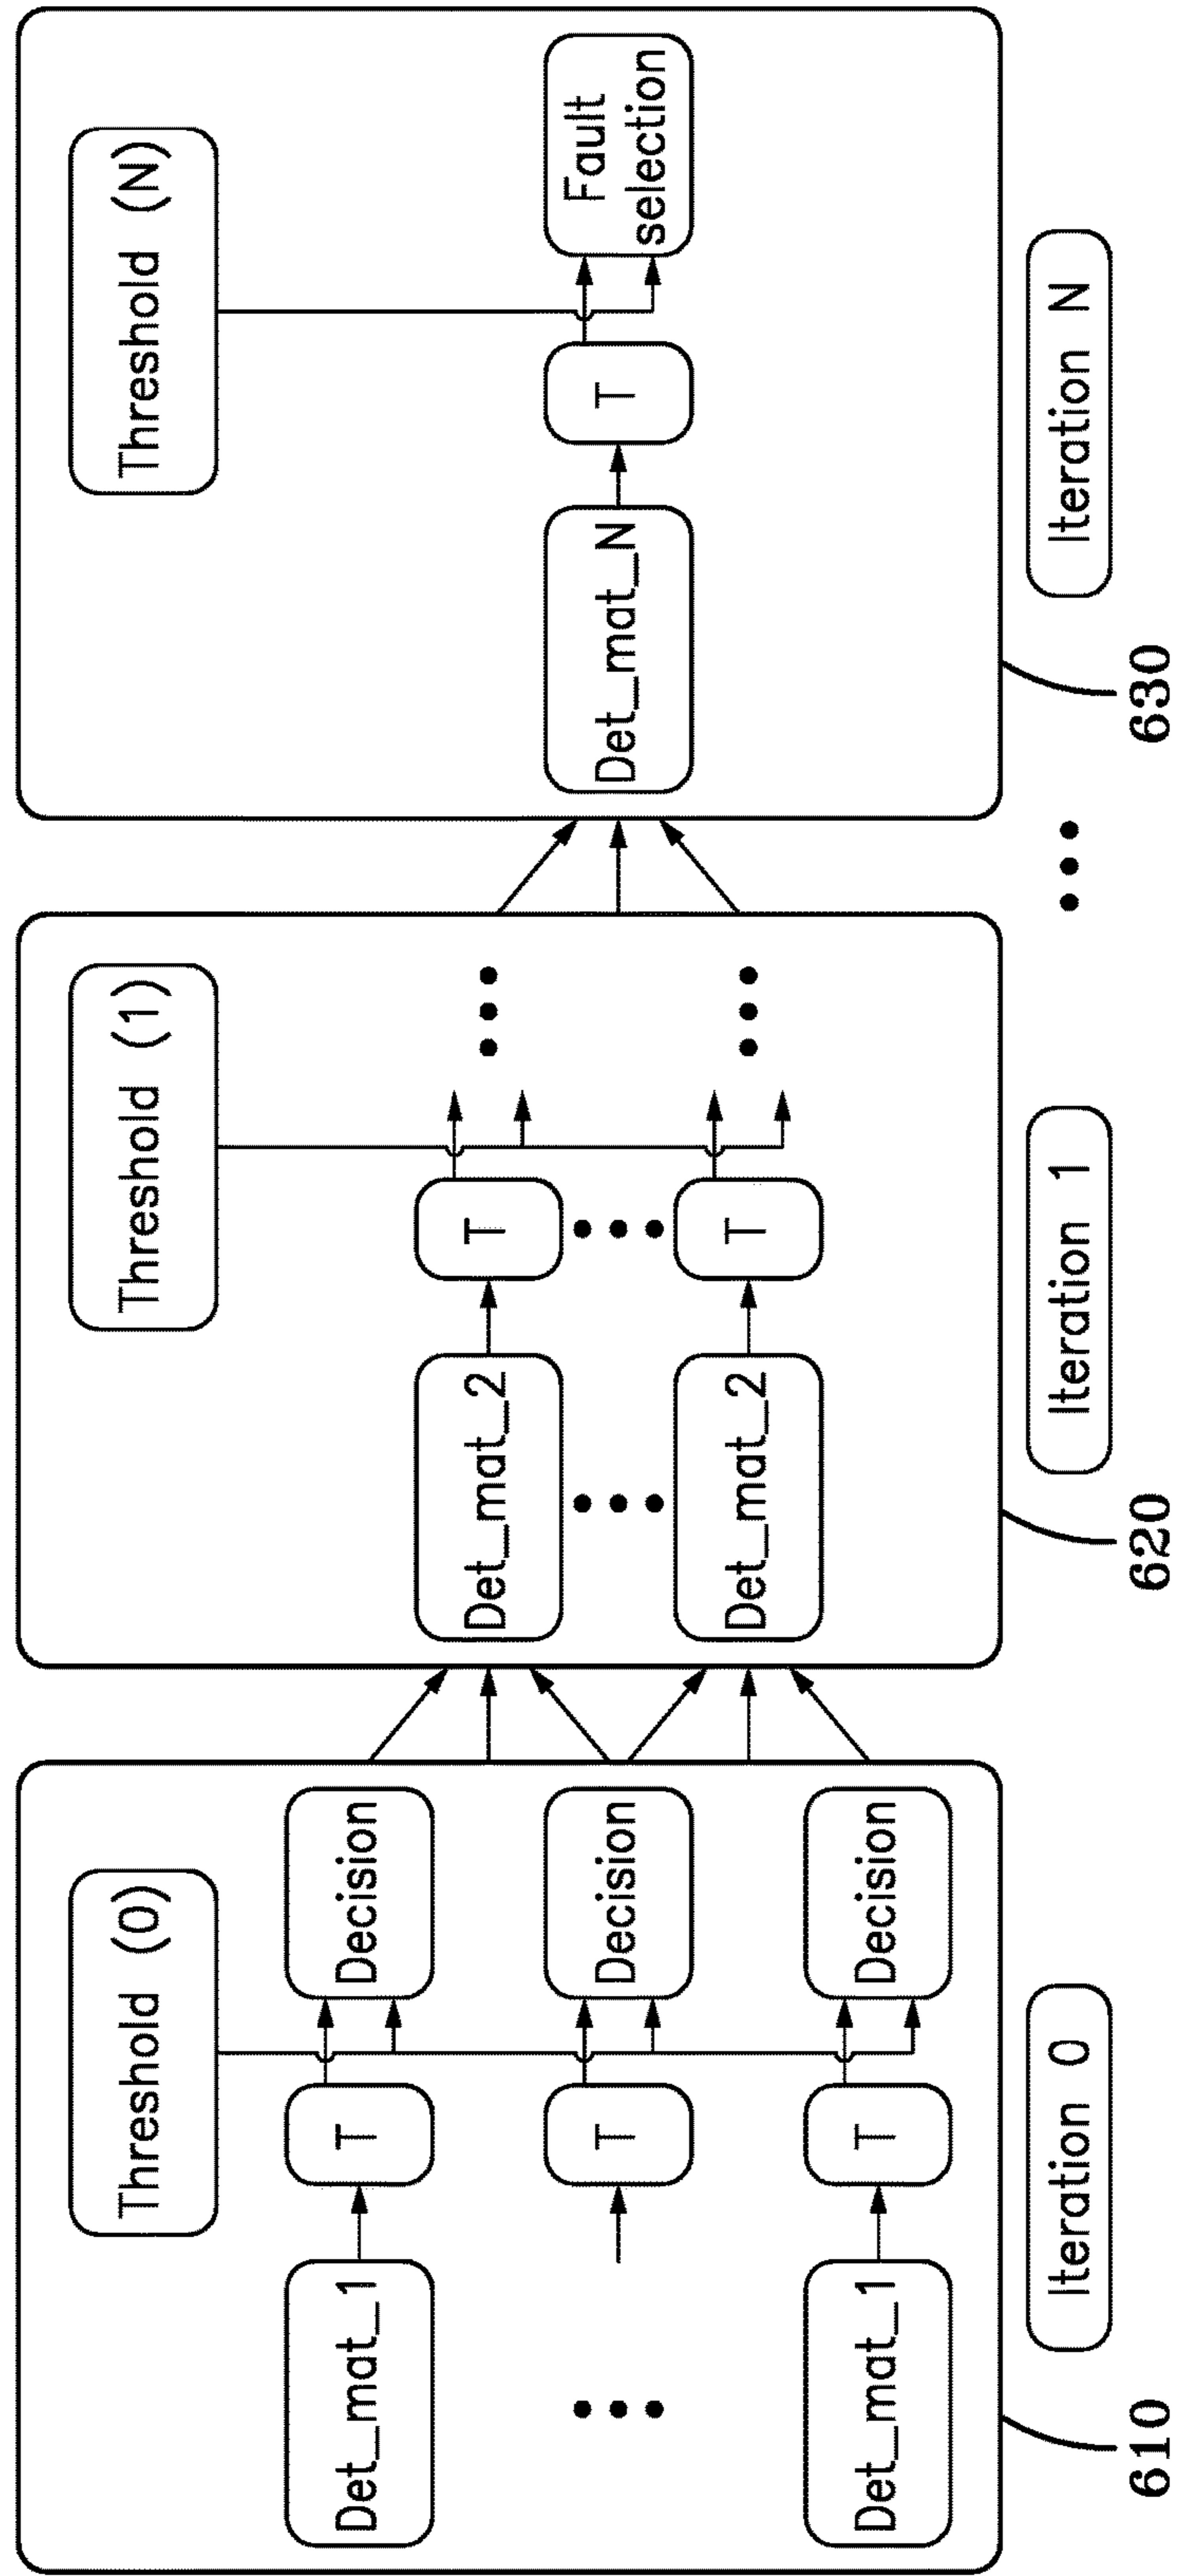 Threshold (0)
Det_mat_1
T
Decision
T
Decision
Det_mat_1
T
Decision
Iteration 0
610
Threshold (1)
Det_mat_2
T
Det_mat_2
T
Iteration 1
620
Threshold (N)
Det_mat_N
T
Fault
selection
Iteration N
630